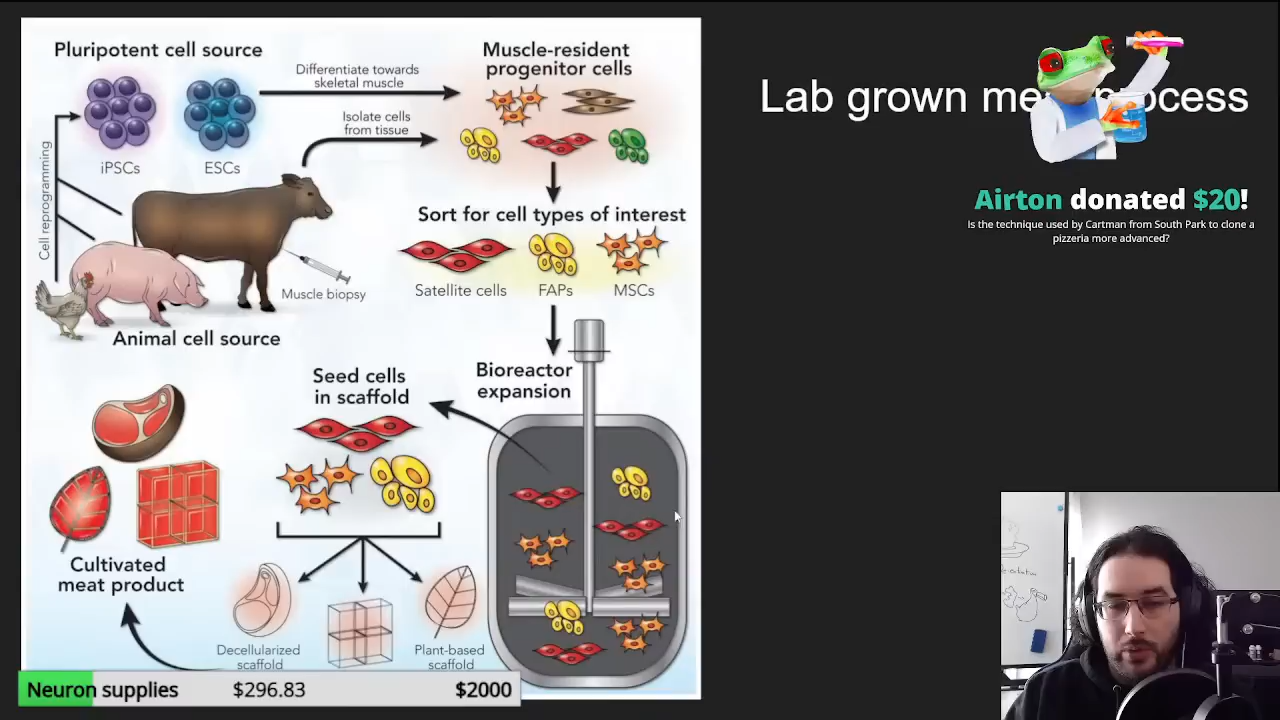 Pluripotent cell source
iPSCs
ESCs
Differentiate towards
skeletal muscle
Isolate cells
from tissue
Muscle-resident
progenitor cells
Cell reprogramming
Muscle biopsy
Animal cell source
Sort for cell types of interest
Satellite cells
FAPs
MSCs
Bioreactor
expansion
Seed cells
in scaffold
Decellularized
scaffold
Plant-based
scaffold
Cultivated
meat product
Neuron supplies $296.83 $2000
Lab grown process
Airton donated $20!
Is the technique used by Cartman from South Park to clone a
pizzeria more advanced?